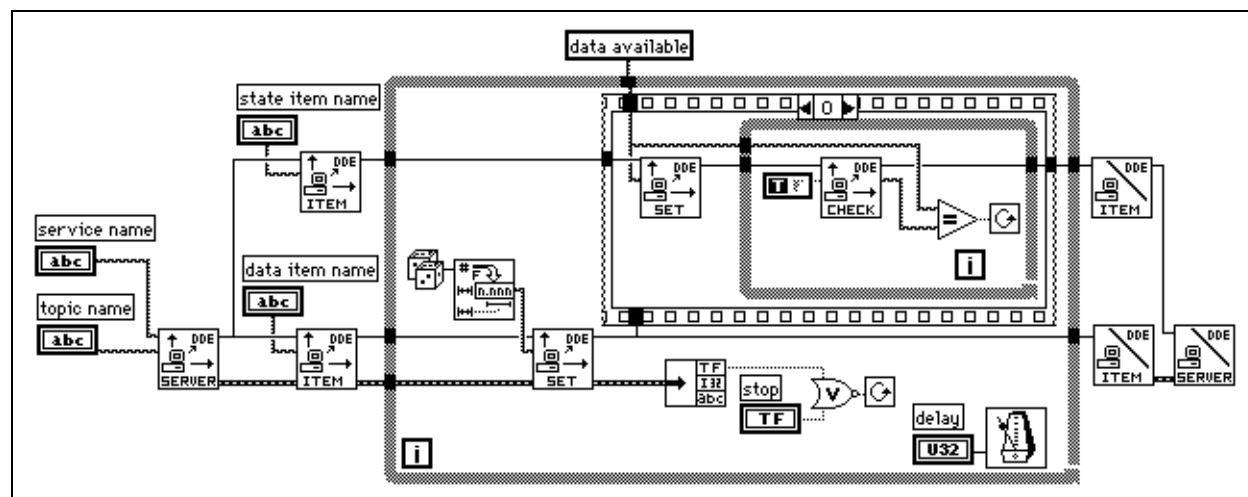 data available
state item name
abc
0
DDE
ITEM
DDE
SET
T
DDE
CHECK
=
DDE
ITEM
service name
abc
data item name
abc
i
topic name
abc
#
n.nnn
DDE
SERVER
DDE
ITEM
DDE
SET
TF
I32
abc
stop
TF
V
delay
U32
DDE
ITEM
DDE
SERVER
i